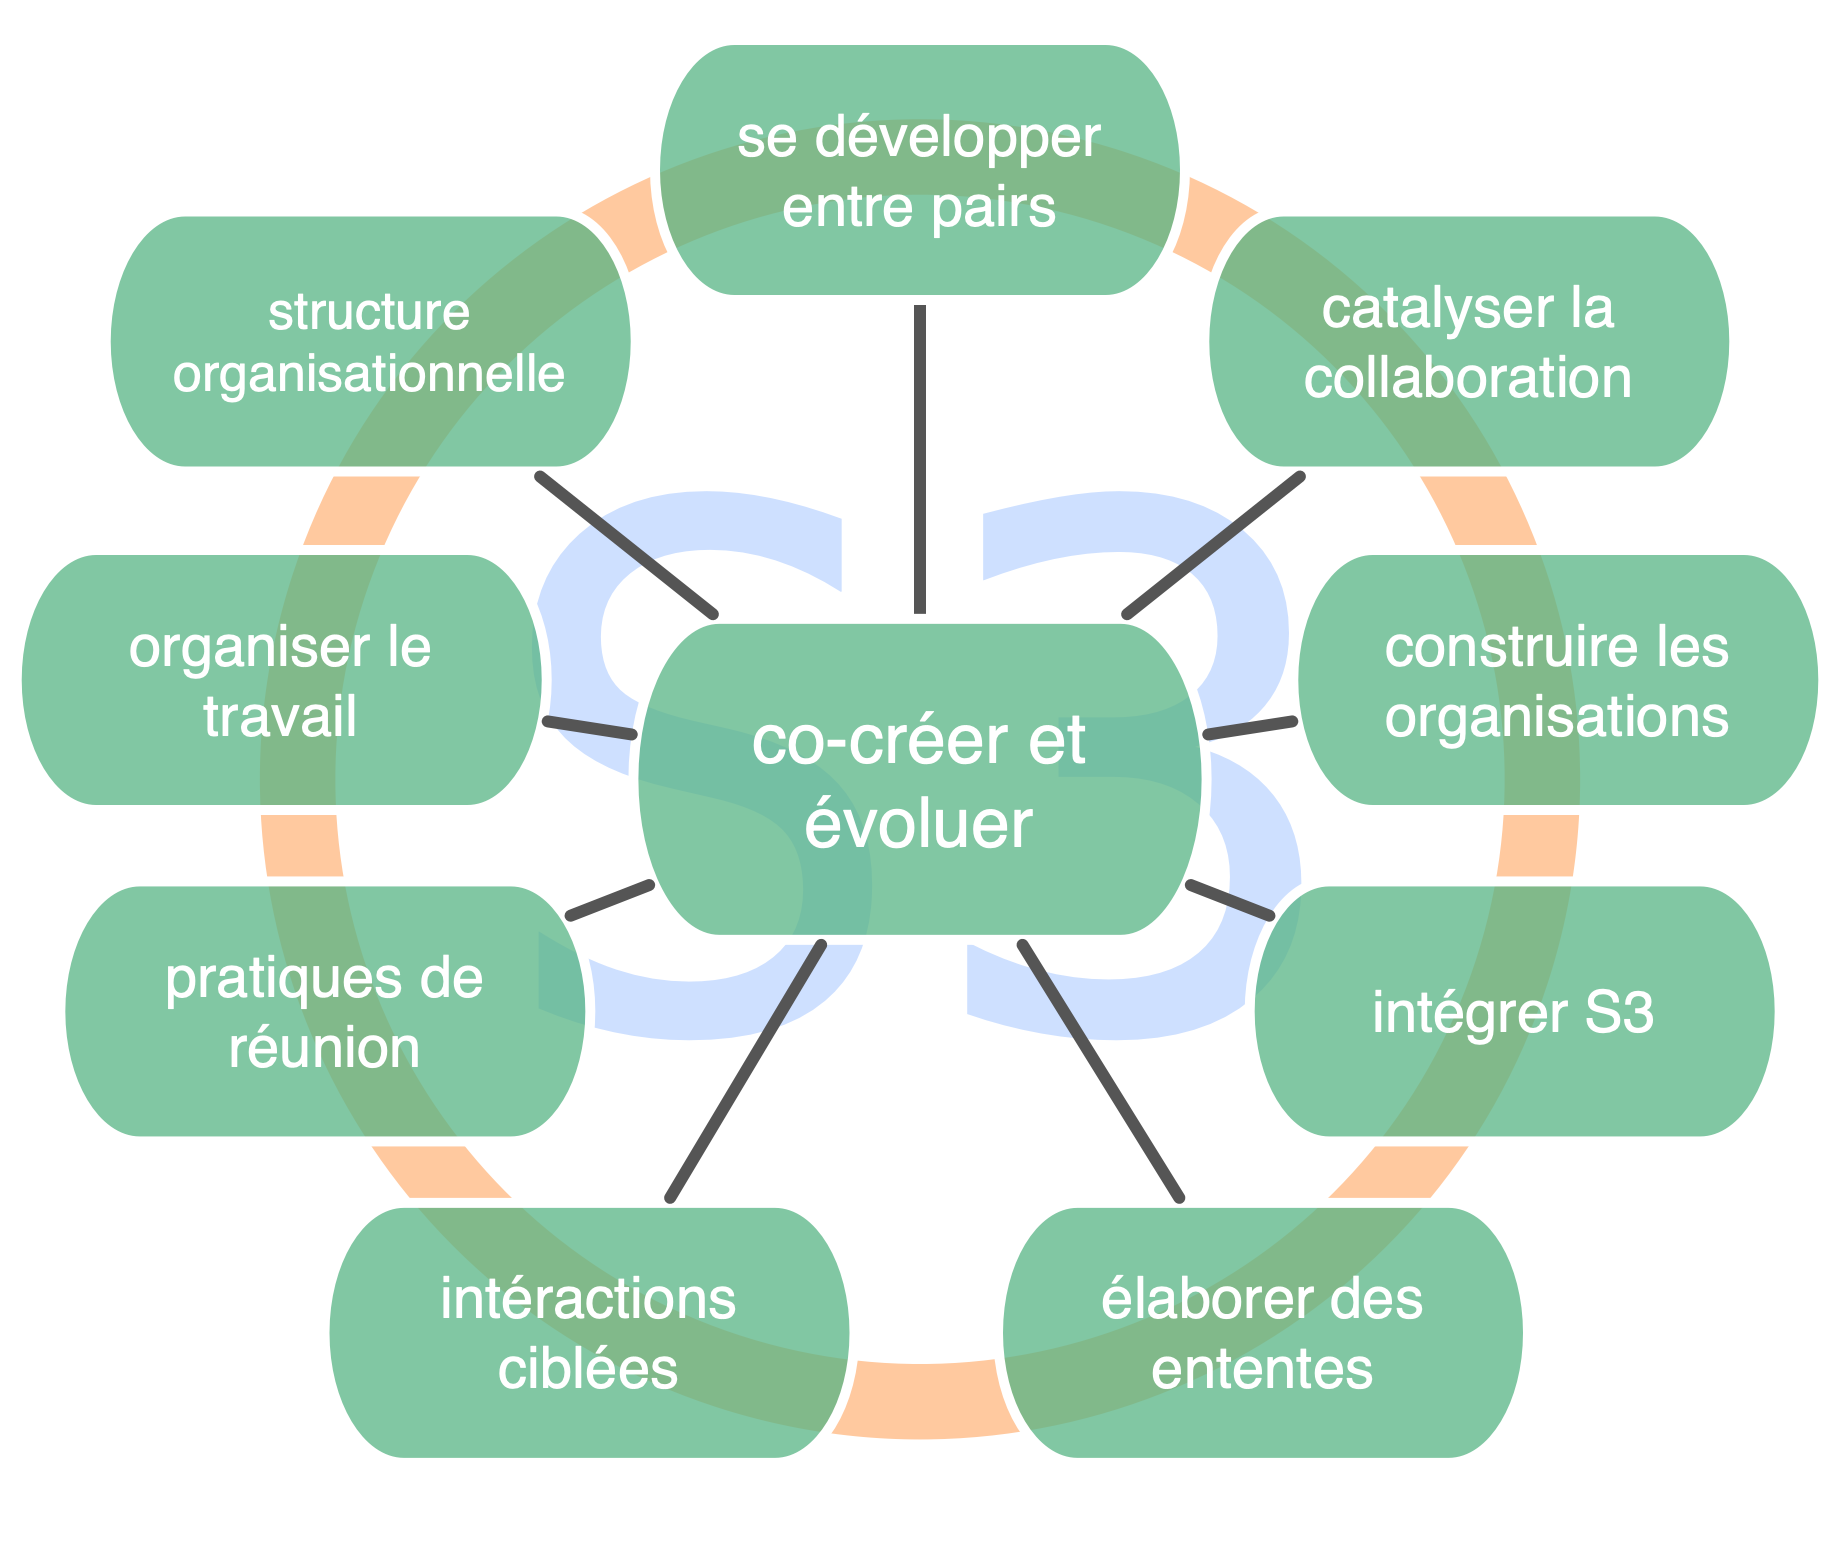 se développer
entre pairs
catalyser la
collaboration
construire les
organisations
intégrer S3
élaborer des
ententes
intéractions
ciblées
pratiques de
réunion
organiser le
travail
structure
organisationnelle
co-créer et
évoluer
S3